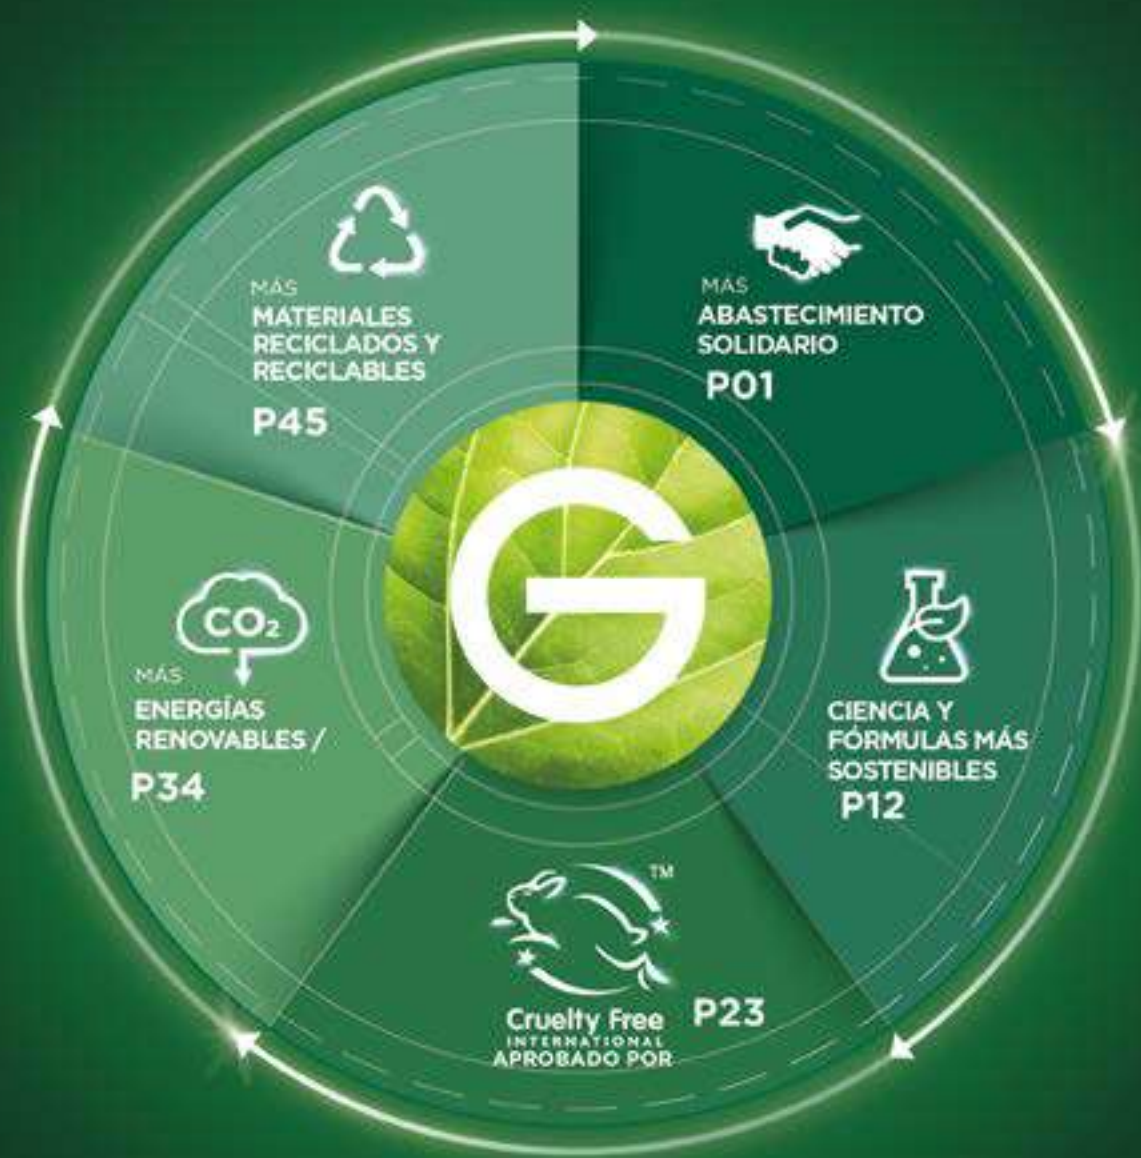 MÁS
MATERIALES
RECICLADOS Y
RECICLABLES
P45
MÁS
ABASTECIMIENTO
SOLIDARIO
P01
G
CO₂
MÁS
ENERGÍAS
RENOVABLES /
P34
CIENCIA Y
FÓRMULAS MÁS
SOSTENIBLES
P12
TM
Cruelty Free
INTERNATIONAL
APROBADO POR
P23